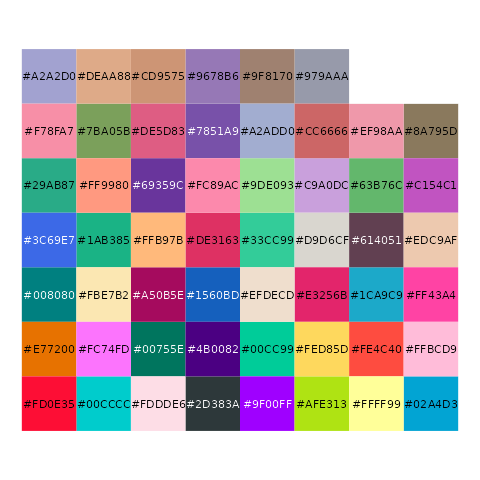 #A2A2D0 #DEAA88 #CD9575 #9678B6 #9F8170 #979AAA
#F78FA7 #7BA05B #DE5D83 #7851A9 #A2ADD0 #CC6666 #EF98AA #8A795D
#29AB87 #FF9980 #69359C #FC89AC #9DE093 #C9A0DC #63B76C #C154C1
#3C69E7 #1AB385 #FFB97B #DE3163 #33CC99 #D9D6CF #614051 #EDC9AF
#008080 #FBE7B2 #A50B5E #1560BD #EFDECD #E3256B #1CA9C9 #FF43A4
#E77200 #FC74FD #00755E #4B0082 #00CC99 #FED85D #FE4C40 #FFBCD9
#FD0E35 #00CCCC #FDDDE6 #2D383A #9F00FF #AFE313 #FFFF99 #02A4D3